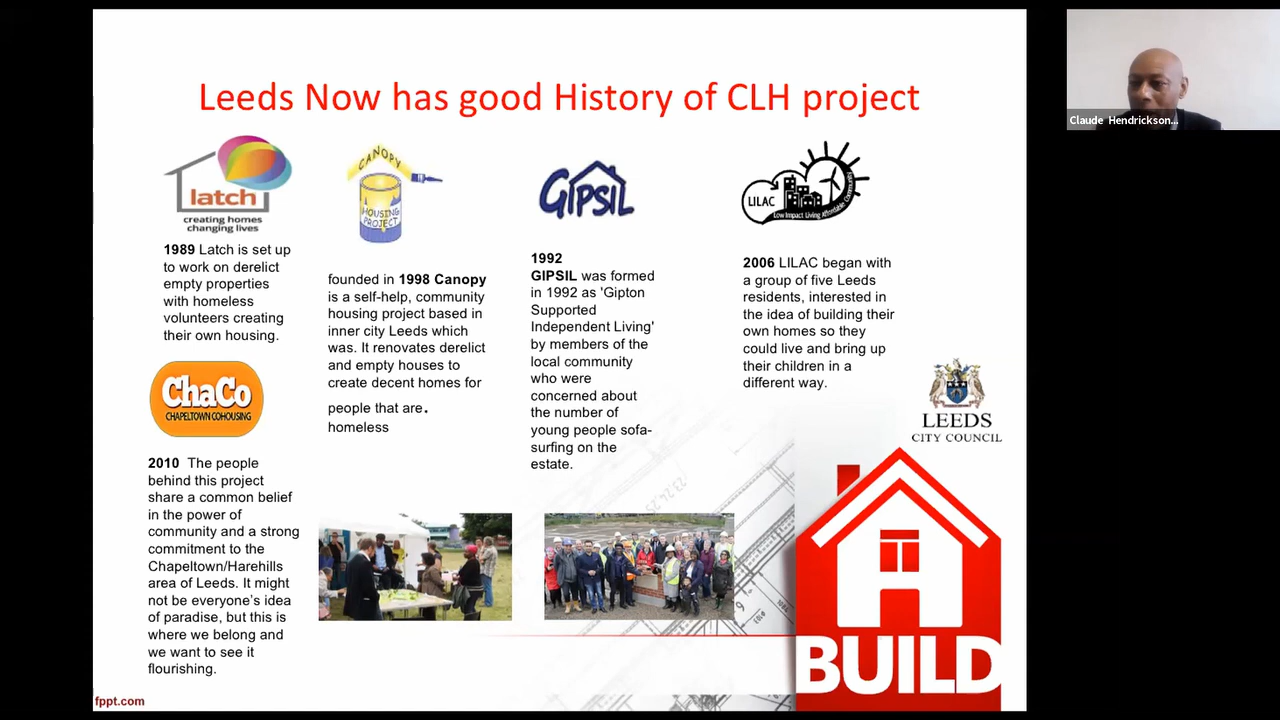 Leeds Now has good History of CLH project
latch
creating homes
changing lives
1989 Latch is set up
to work on derelict
empty properties
with homeless
volunteers creating
their own housing.
CANOPY
HOUSING
PROJECT
founded in 1998 Canopy
is a self-help, community
housing project based in
inner city Leeds which
was. It renovates derelict
and empty houses to
create decent homes for
people that are.
homeless
GIPSIL
1992
GIPSIL was formed
in 1992 as 'Gipton
Supported
Independent Living'
by members of the
local community
who were
concerned about
the number of
young people sofa-
surfing on the
estate.
LILAC
Low Impact Living Affordable Community
2006 LILAC began with
a group of five Leeds
residents, interested in
the idea of building their
own homes so they
could live and bring up
their children in a
different way.
ChaCo
CHAPELTOWN COHOUSING
2010 The people
behind this project
share a common belief
in the power of
community and a strong
commitment to the
Chapeltown/Harehills
area of Leeds. It might
not be everyone's idea
of paradise, but this is
where we belong and
we want to see it
flourishing.
LEEDS
CITY COUNCIL
BUILD
fppt.com
Claude Hendrickson...